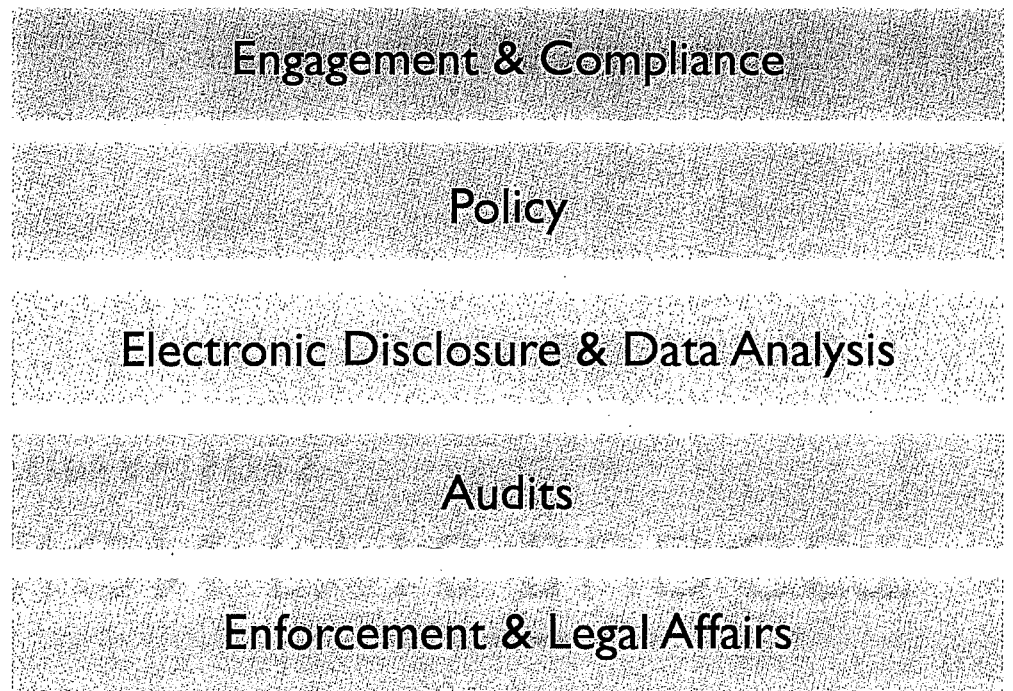 Engagement & Compliance
Policy
Electronic Disclosure & Data Analysis
Audits
Enforcement & Legal Affairs